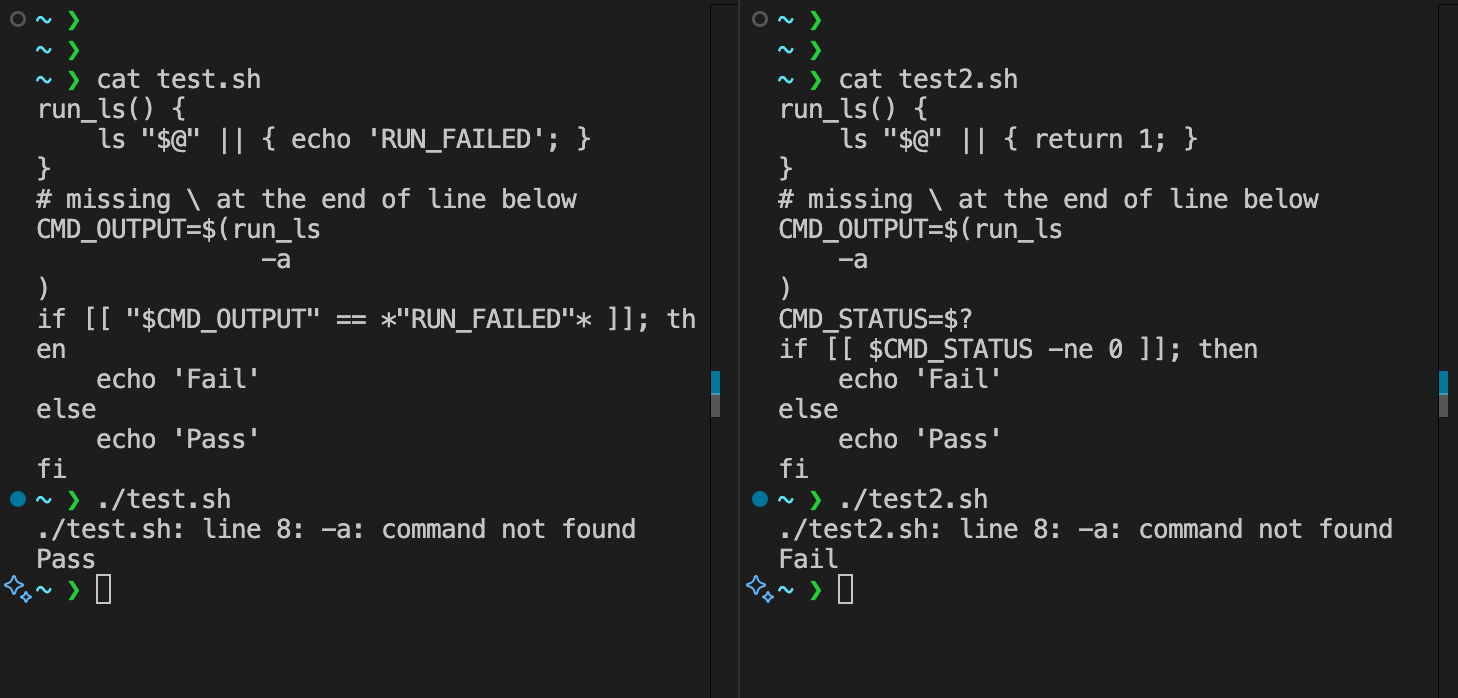 ~ ❯
~ ❯
~ ❯ cat test.sh
run_ls() {
    ls "$@" || { echo 'RUN_FAILED'; }
}
# missing \ at the end of line below
CMD_OUTPUT=$(run_ls
               -a
)
if [[ "$CMD_OUTPUT" == *"RUN_FAILED"* ]]; th
en
    echo 'Fail'
else
    echo 'Pass'
fi
~ ❯ ./test.sh
./test.sh: line 8: -a: command not found
Pass
~ ❯
~ ❯
~ ❯
~ ❯ cat test2.sh
run_ls() {
    ls "$@" || { return 1; }
}
# missing \ at the end of line below
CMD_OUTPUT=$(run_ls
    -a
)
CMD_STATUS=$?
if [[ $CMD_STATUS -ne 0 ]]; then
    echo 'Fail'
else
    echo 'Pass'
fi
~ ❯ ./test2.sh
./test2.sh: line 8: -a: command not found
Fail
~ ❯